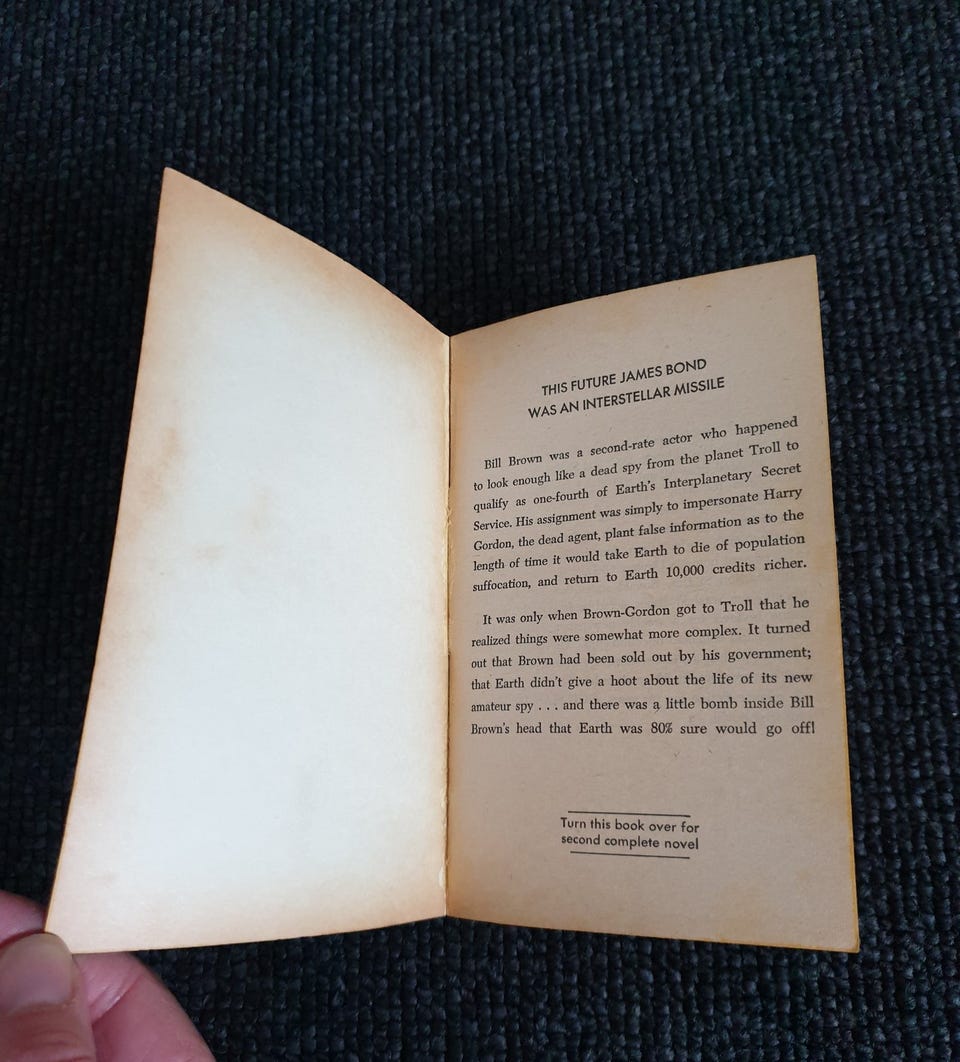 THIS FUTURE JAMES BOND
WAS AN INTERSTELLAR MISSILE
Bill Brown was a second-rate actor who happened
to look enough like a dead spy from the planet Troll to
qualify as one-fourth of Earth's Interplanetary Secret
Service. His assignment was simply to impersonate Harry
Gordon, the dead agent, plant false information as to the
length of time it would take Earth to die of population
suffocation, and return to Earth 10,000 credits richer.
It was only when Brown-Gordon got to Troll that he
realized things were somewhat more complex. It turned
out that Brown had been sold out by his government;
that Earth didn't give a hoot about the life of its new
amateur spy . . . and there was a little bomb inside Bill
Brown's head that Earth was 80% sure would go off!
Turn this book over for
second complete novel